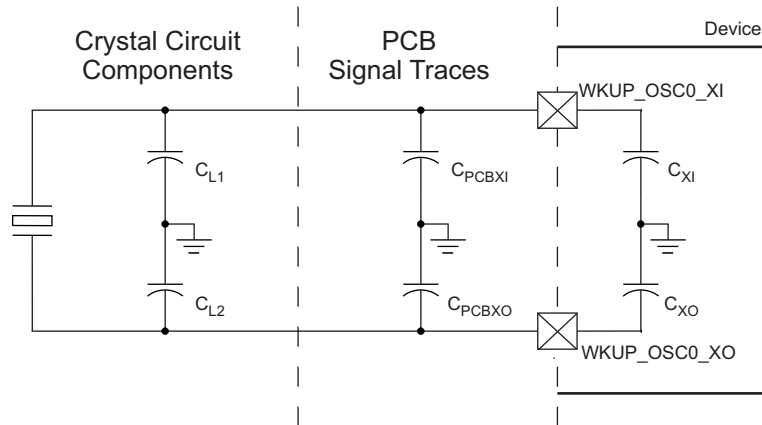 Device
Crystal Circuit
Components
PCB
Signal Traces
WKUP_OSC0_XI
CL1
CPCBXI
CXI
CL2
CPCBXO
CXO
WKUP_OSC0_XO